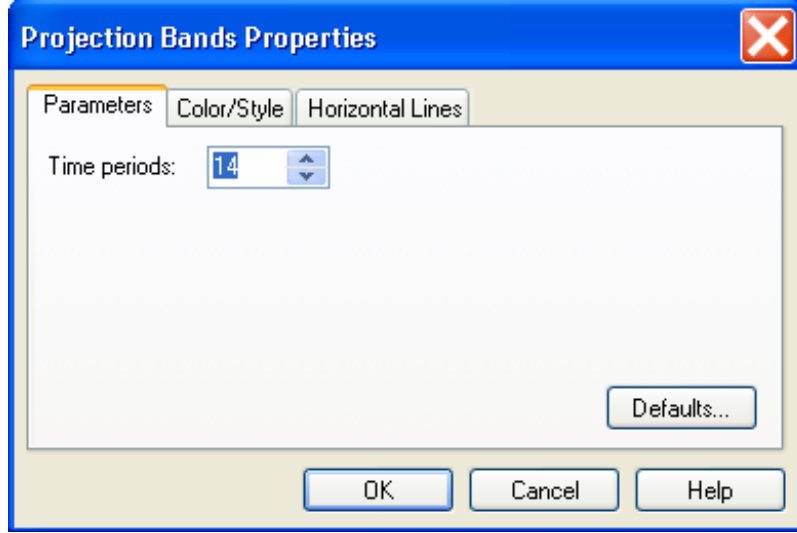 Projection Bands Properties
Parameters Color/Style Horizontal Lines
Time periods: 14
Defaults...
OK Cancel Help